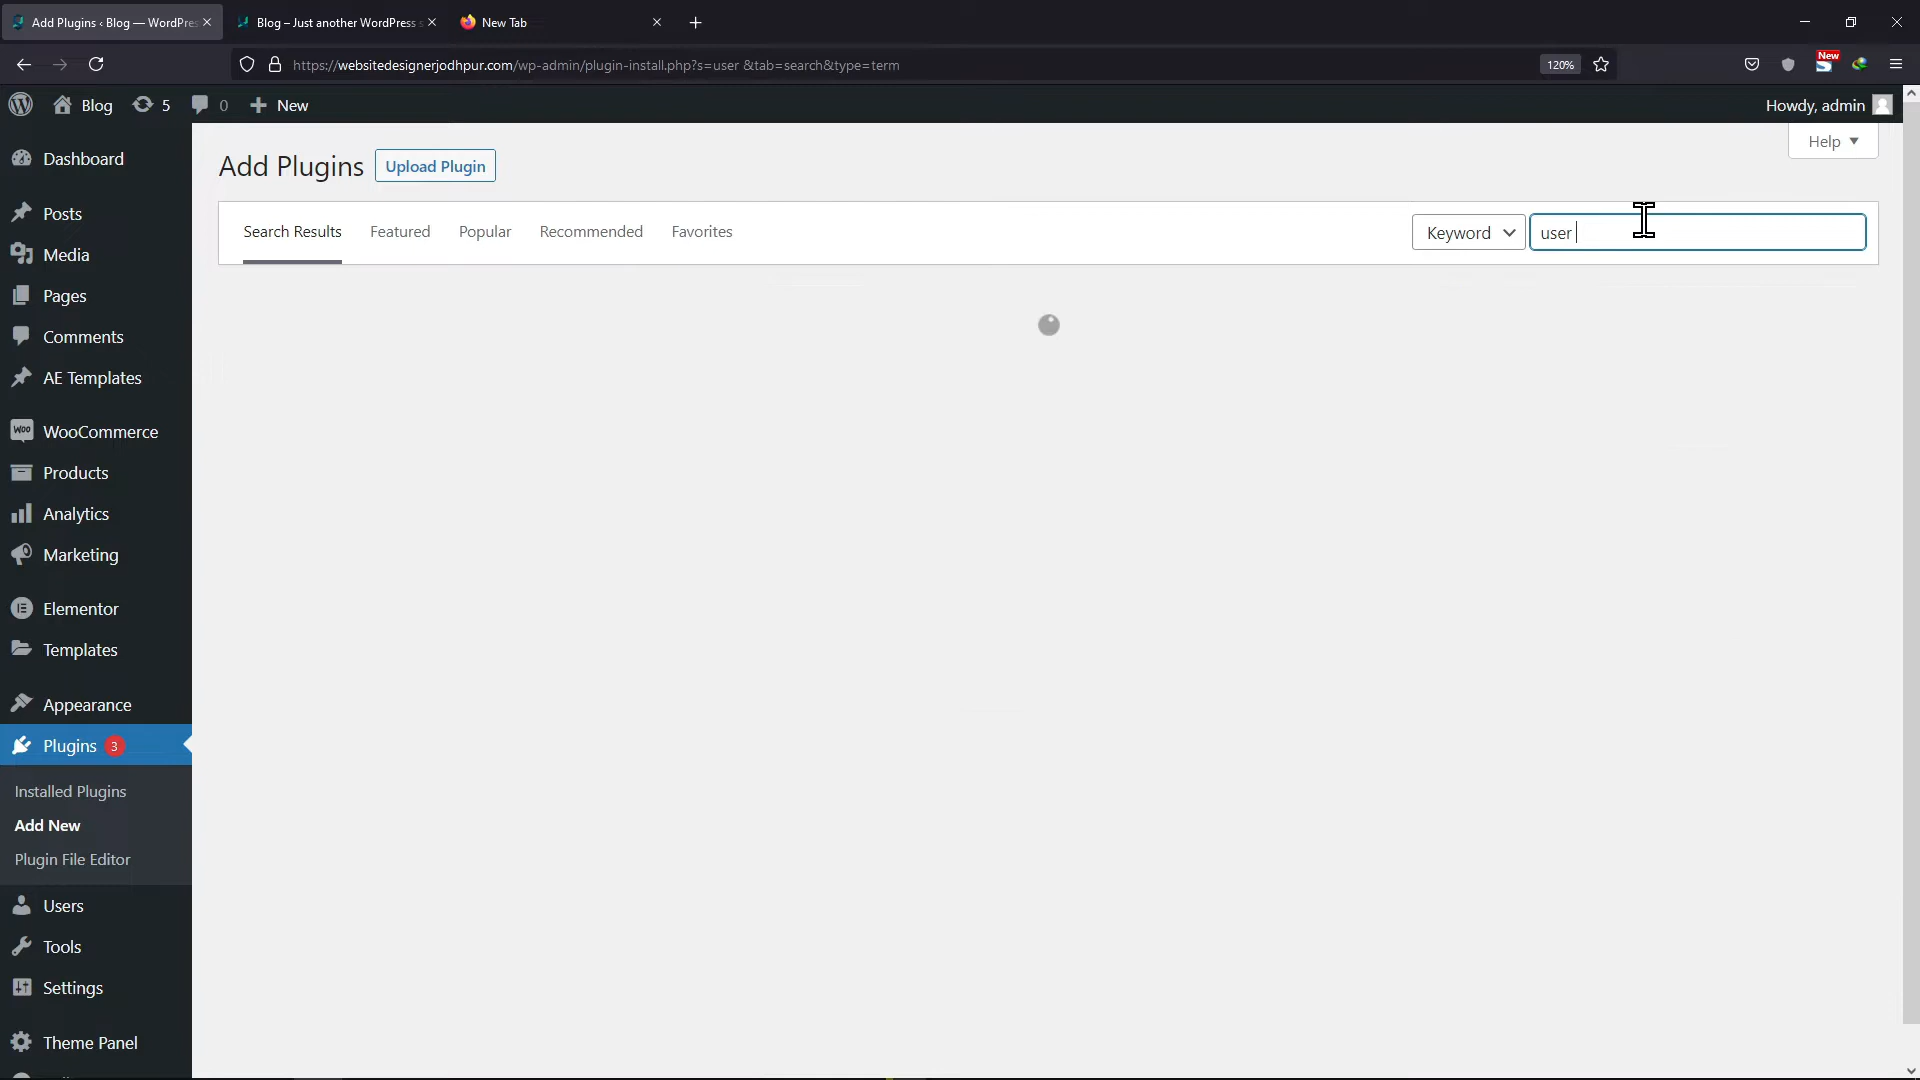 Add Plugins ‹ Blog — WordPres
Blog – Just another WordPress s
New Tab
https://websitedesignerjodhpur.com/wp-admin/plugin-install.php?s=user &tab=search&type=term
120%
New
Blog
5
0
New
Howdy, admin
Help
Dashboard
Posts
Media
Pages
Comments
AE Templates
WooCommerce
Products
Analytics
Marketing
Elementor
Templates
Appearance
Plugins 3
Installed Plugins
Add New
Plugin File Editor
Users
Tools
Settings
Theme Panel
Add Plugins
Upload Plugin
Search Results
Featured
Popular
Recommended
Favorites
Keyword
user